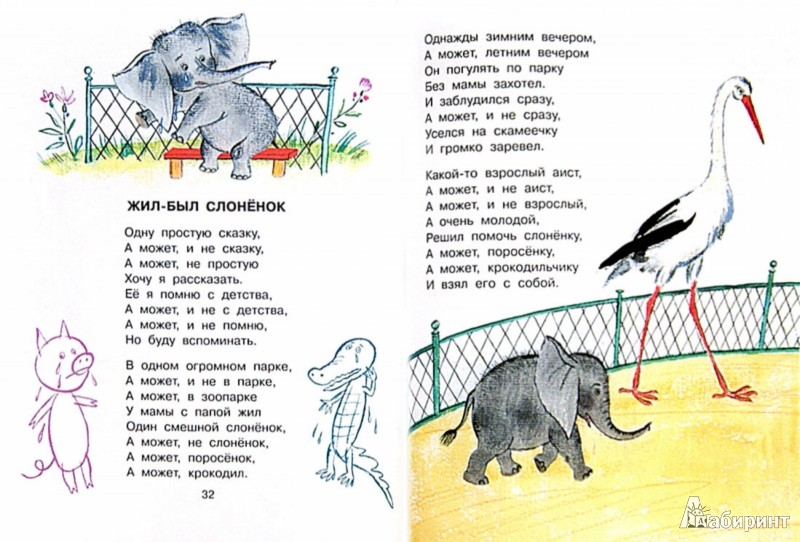 ЖИЛ-БЫЛ СЛОНЁНОК
Одну простую сказку,
А может, и не сказку,
А может, не простую
Хочу я рассказать.
Её я помню с детства,
А может, и не с детства,
А может, и не помню,
Но буду вспоминать.
В одном огромном парке,
А может, и не в парке,
А может, в зоопарке
У мамы с папой жил
Один смешной слонёнок,
А может, не слонёнок,
А может, поросёнок,
А может, крокодил.
32
Однажды зимним вечером,
А может, летним вечером
Он погулять по парку
Без мамы захотел.
И заблудился сразу,
А может, и не сразу,
Уселся на скамеечку
И громко заревел.
Какой-то взрослый аист,
А может, и не аист,
А может, и не взрослый,
А очень молодой,
Решил помочь слонёнку,
А может, поросёнку,
А может, крокодильчику
И взял его с собой.
Лабиринт